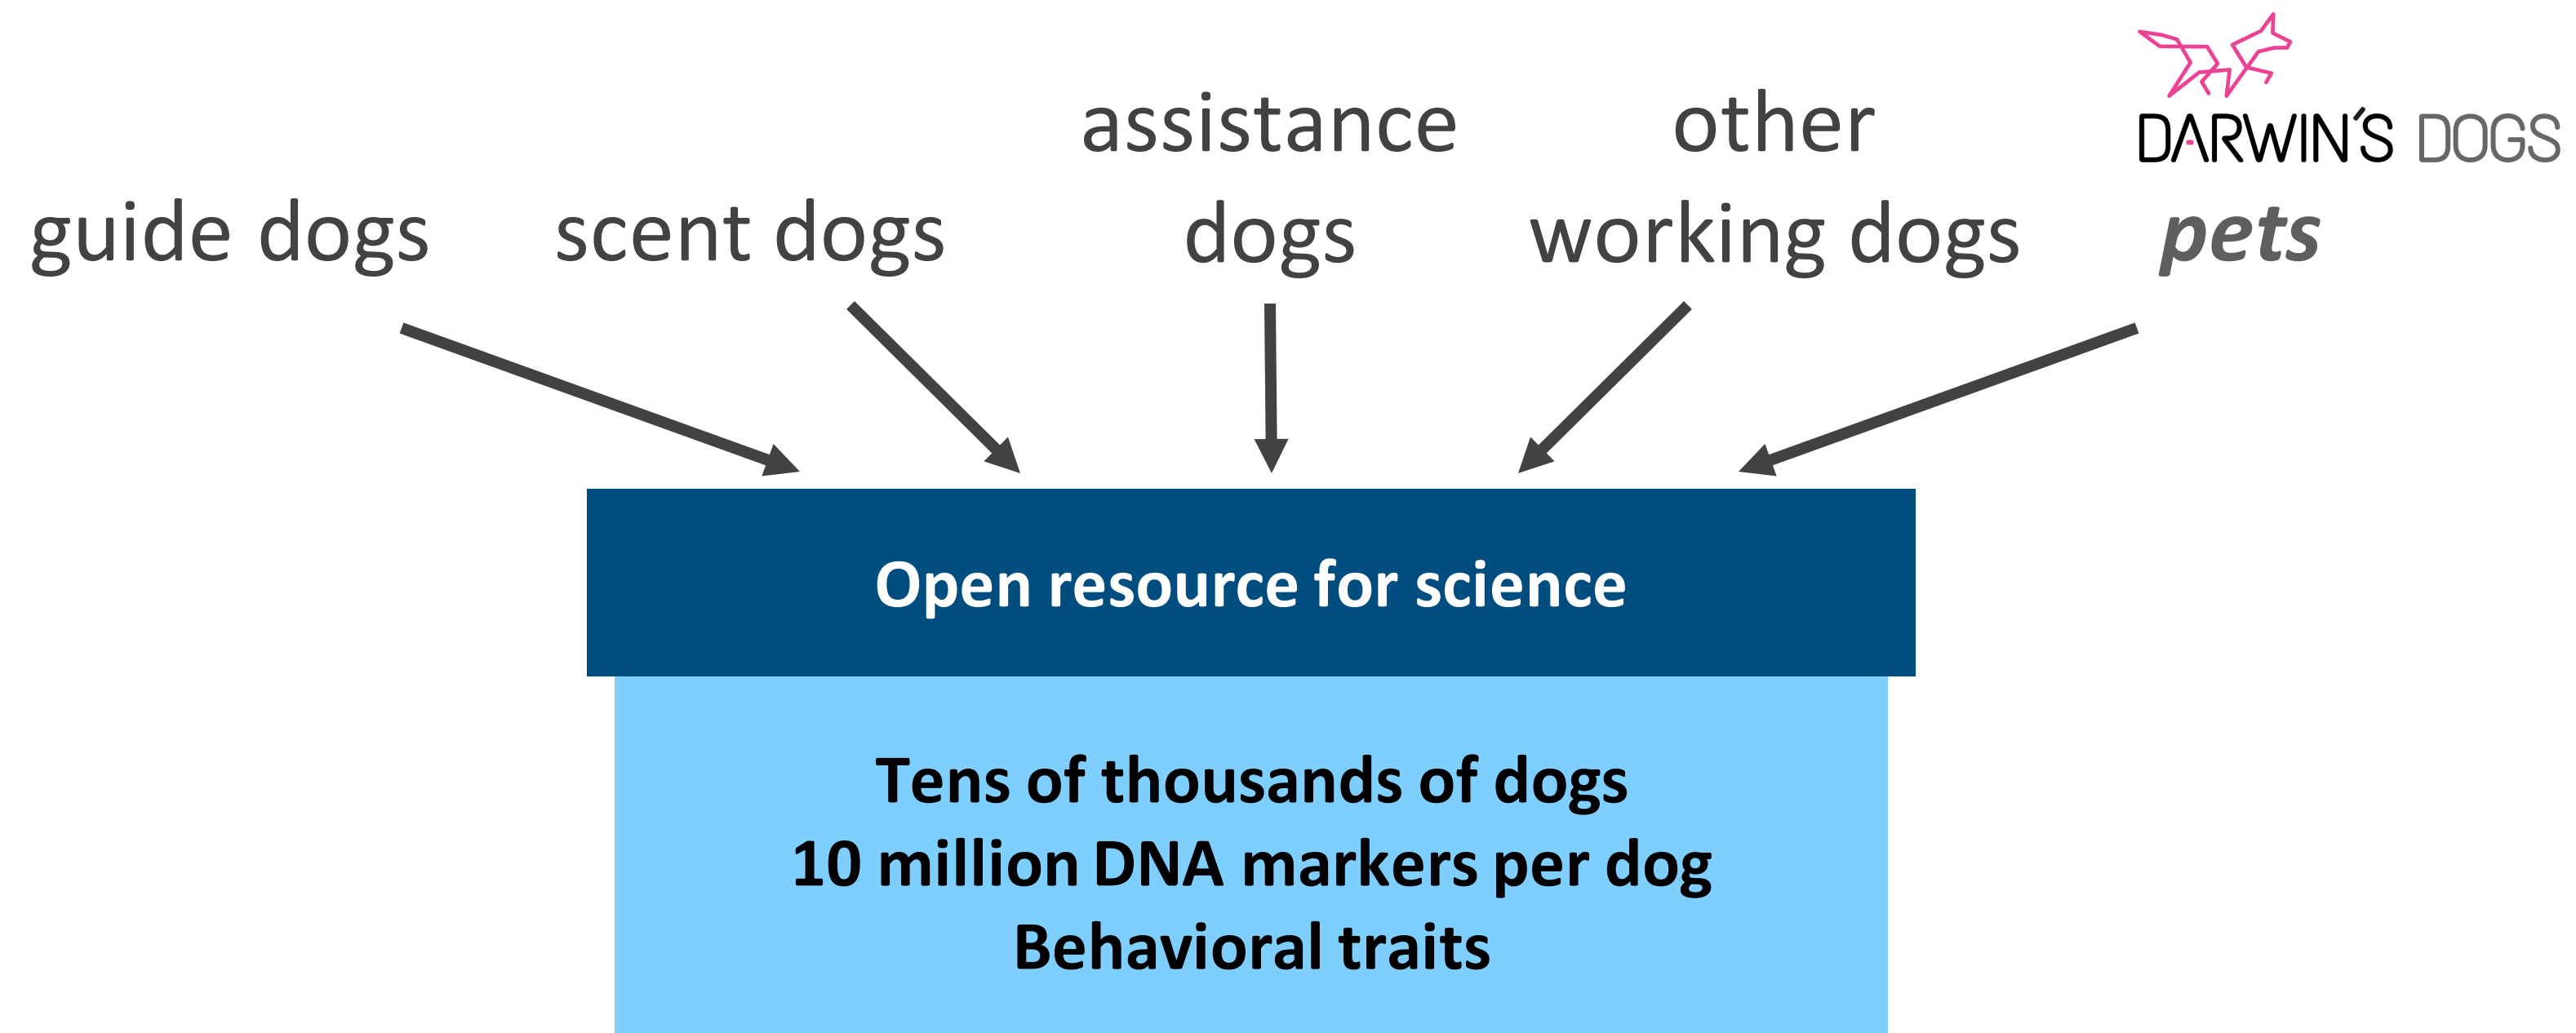 guide dogs
scent dogs
assistance
dogs
other
working dogs
DARWIN'S DOGS
pets
Open resource for science
Tens of thousands of dogs
10 million DNA markers per dog
Behavioral traits